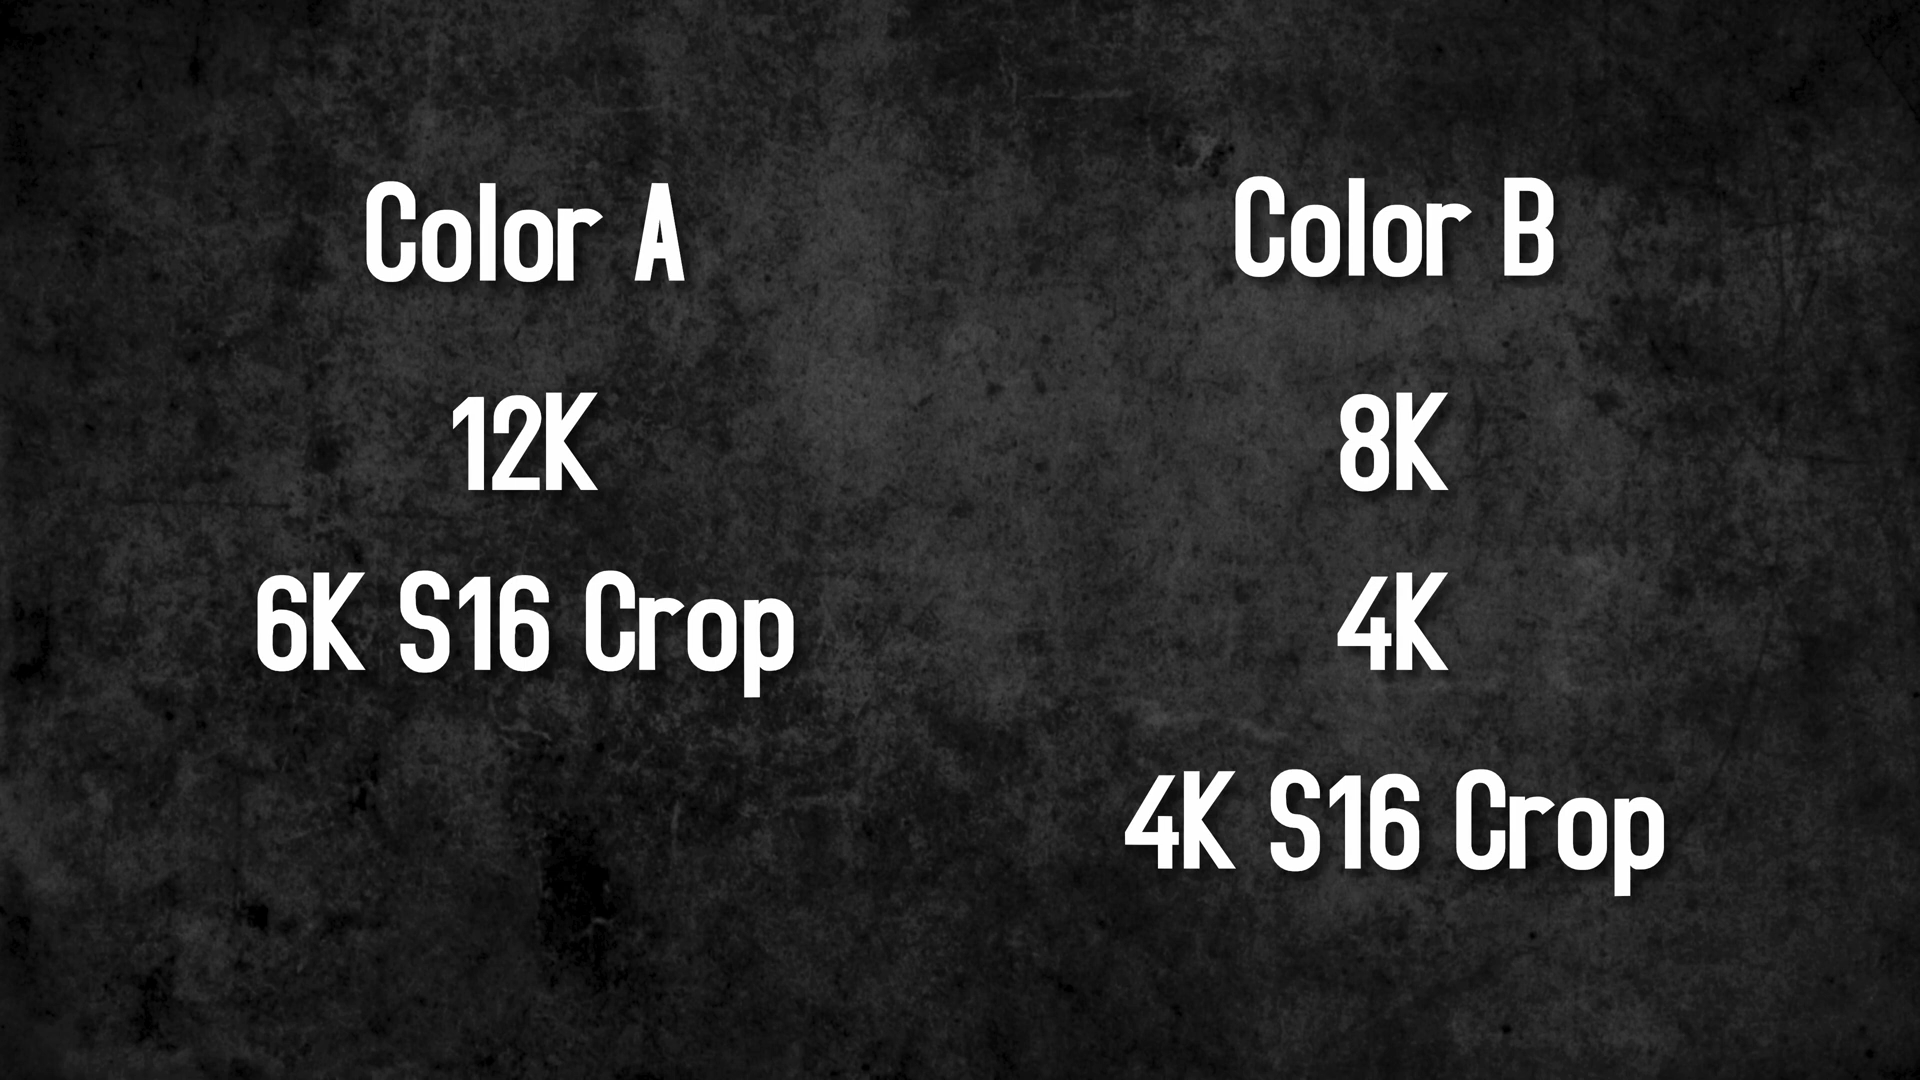 Color A
12K
6K S16 Crop
Color B
8K
4K
4K S16 Crop